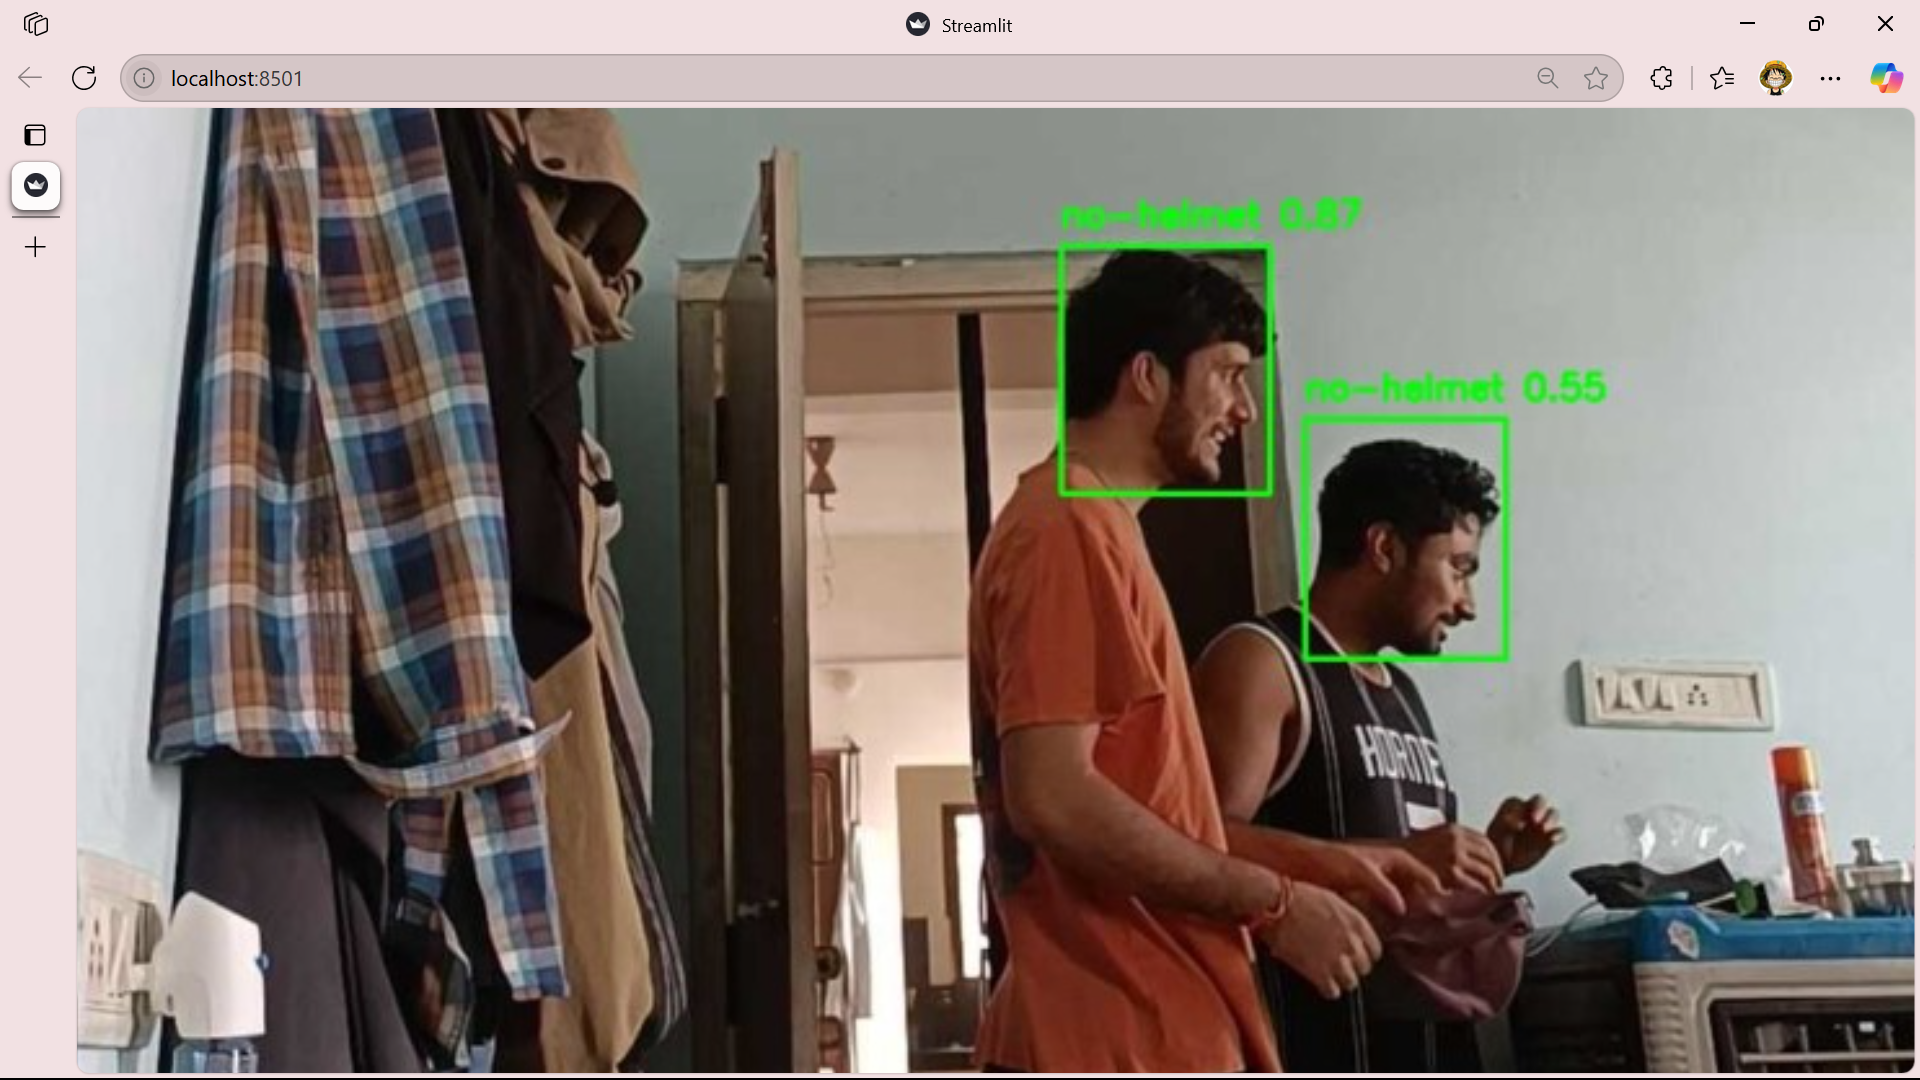 Streamlit
localhost:8501
no-helmet 0.87
no-helmet 0.55
HORNE